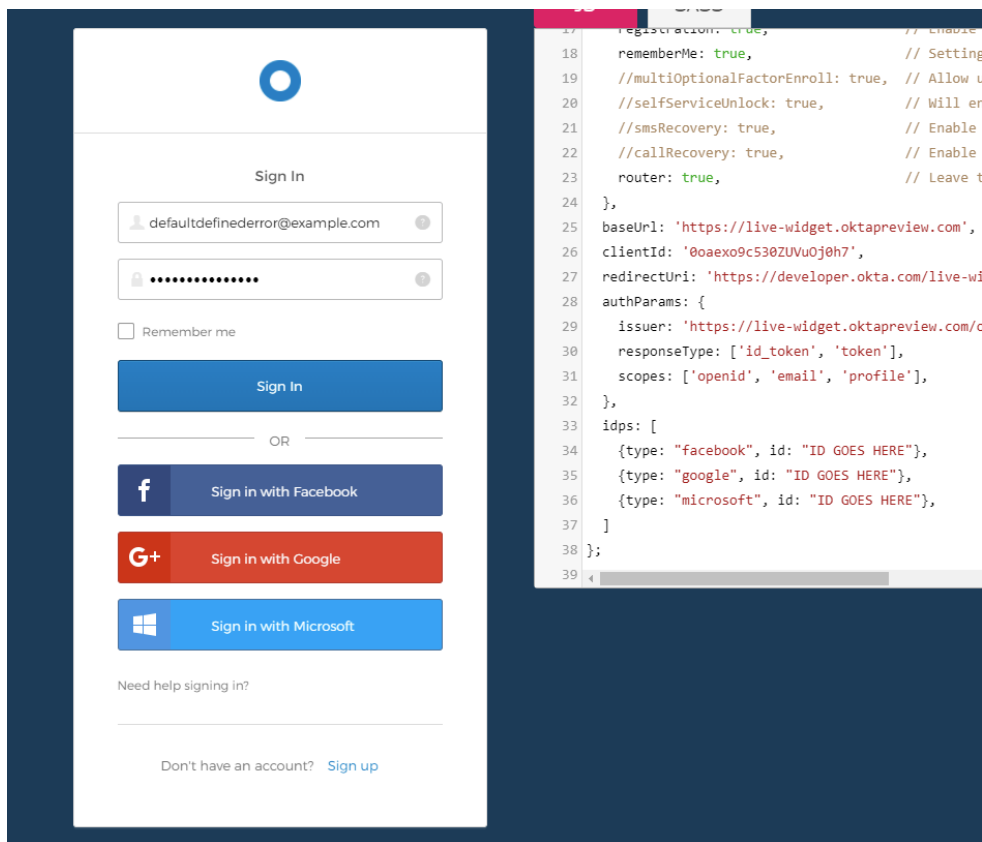 Sign In
defaultdefinederror@example.com
Remember me
Sign In
OR
f
Sign in with Facebook
G+
Sign in with Google
Sign in with Microsoft
Need help signing in?
Don't have an account? Sign up
17 registration: true, // Enable
18 rememberMe: true, // Setting
19 //multiOptionalFactorEnroll: true, // Allow u
20 //selfServiceUnlock: true, // Will en
21 //smsRecovery: true, // Enable
22 //callRecovery: true, // Enable
23 router: true, // Leave t
24 },
25 baseUrl: 'https://live-widget.oktapreview.com',
26 clientId: '0oaexo9c530ZUVuOj0h7',
27 redirectUri: 'https://developer.okta.com/live-wi
28 authParams: {
29 issuer: 'https://live-widget.oktapreview.com/o
30 responseType: ['id_token', 'token'],
31 scopes: ['openid', 'email', 'profile'],
32 },
33 idps: [
34 {type: "facebook", id: "ID GOES HERE"},
35 {type: "google", id: "ID GOES HERE"},
36 {type: "microsoft", id: "ID GOES HERE"},
37 ]
38 };
39